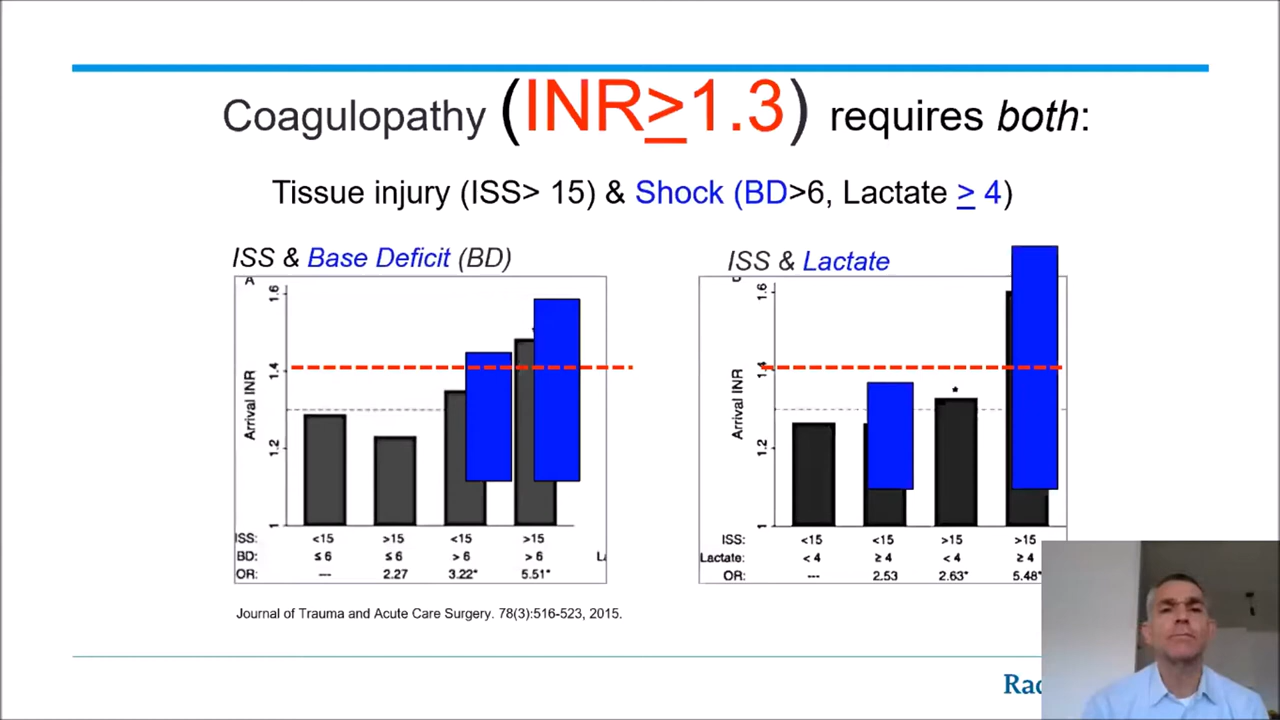 Coagulopathy (INR≥1.3) requires both:
Tissue injury (ISS> 15) & Shock (BD>6, Lactate ≥ 4)
ISS & Base Deficit (BD)
A
1.6
1.4
1.2
1
Arrival INR
ISS: <15 >15 <15 >15
BD: ≤ 6 ≤ 6 > 6 > 6
OR: --- 2.27 3.22* 5.51*
ISS & Lactate
1.6
1.4
1.2
1
Arrival INR
*
ISS: <15 <15 >15 >15
Lactate: < 4 ≥ 4 < 4 ≥ 4
OR: --- 2.53 2.63* 5.48*
Journal of Trauma and Acute Care Surgery. 78(3):516-523, 2015.